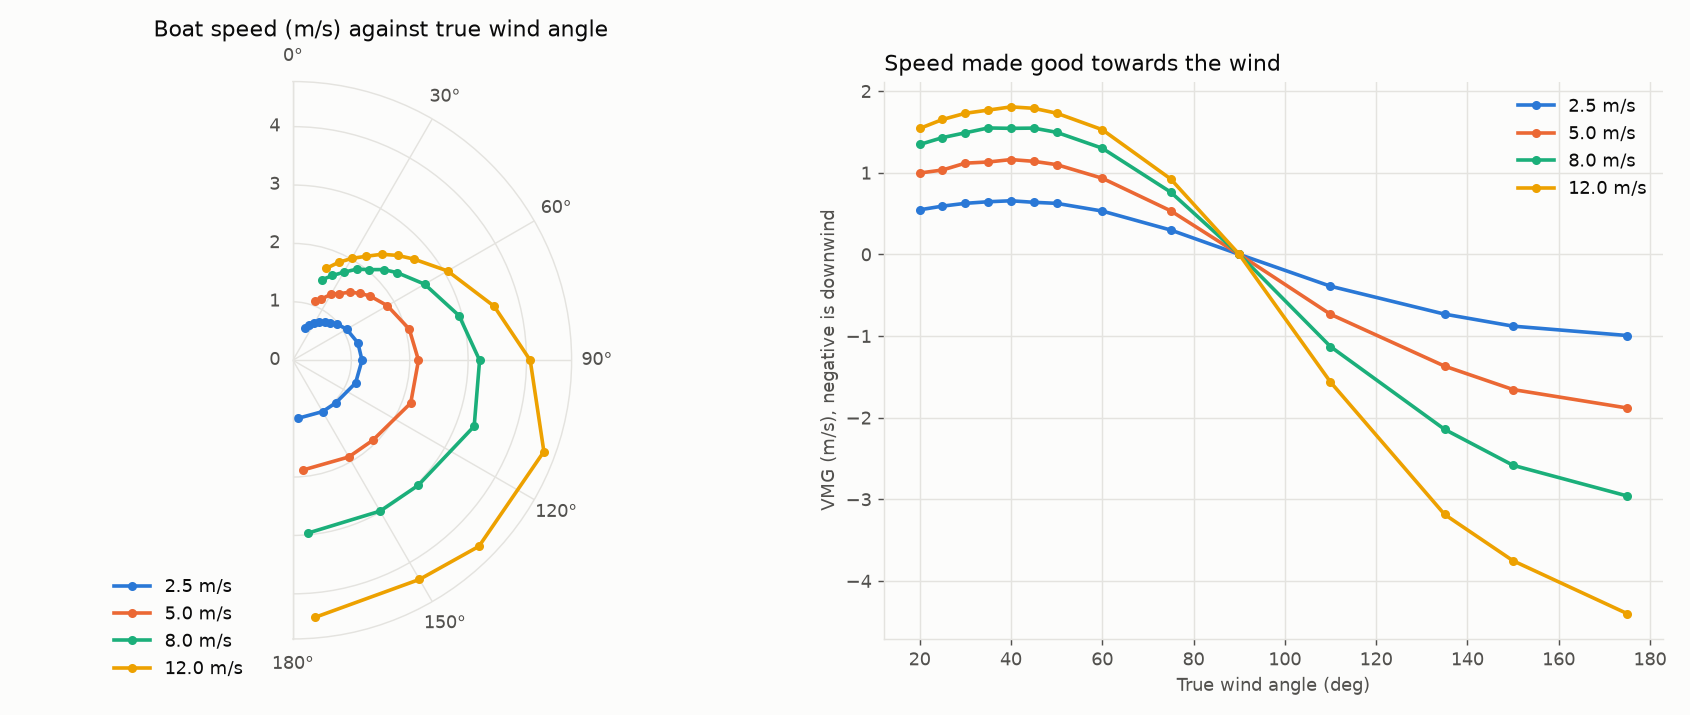 Boat speed (m/s) against true wind angle
0°
30°
60°
90°
120°
150°
180°
4
3
2
1
0
2.5 m/s
5.0 m/s
8.0 m/s
12.0 m/s
Speed made good towards the wind
VMG (m/s), negative is downwind
2
1
0
−1
−2
−3
−4
2.5 m/s
5.0 m/s
8.0 m/s
12.0 m/s
20 40 60 80 100 120 140 160 180
True wind angle (deg)